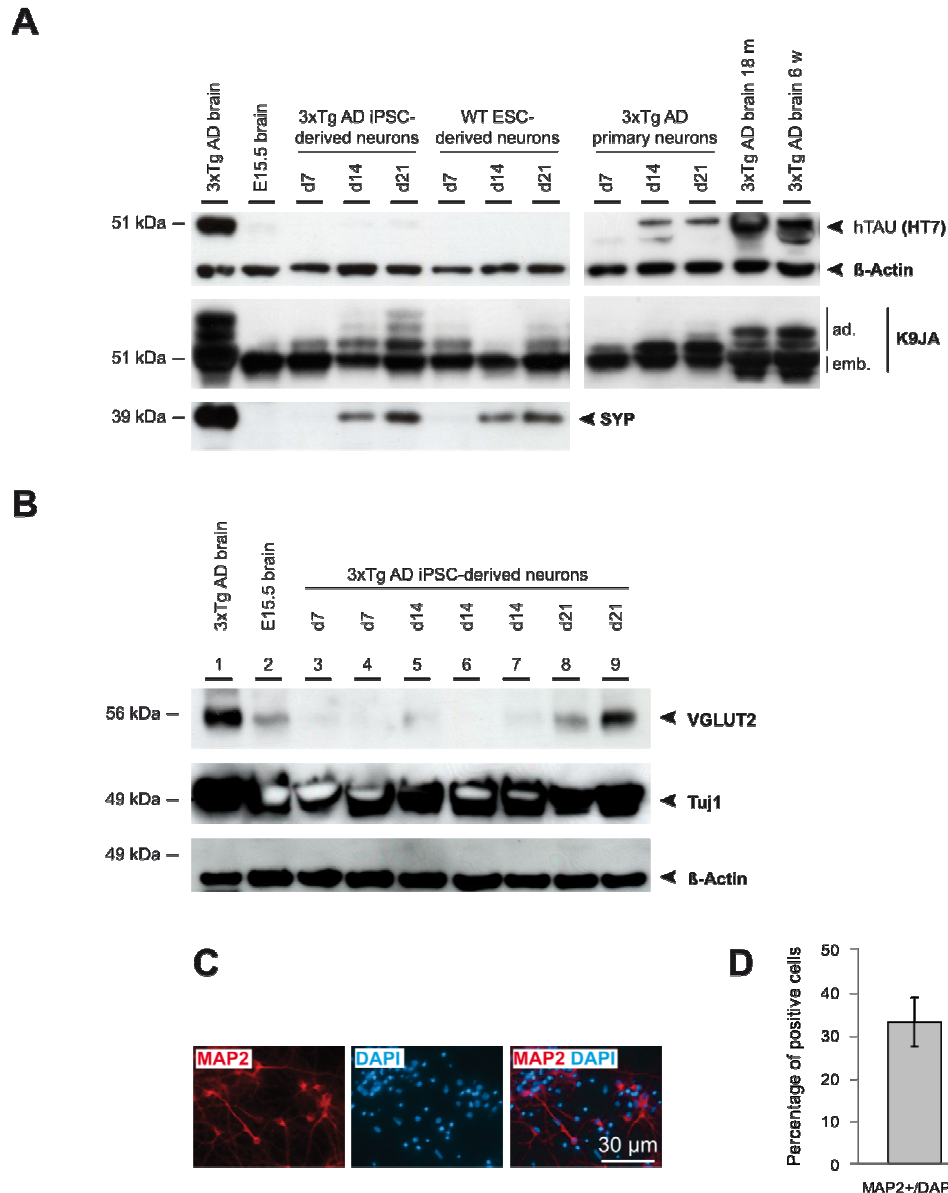 A
3xTg AD brain
E15.5 brain
3xTg AD iPSC-
derived neurons
d7
d14
d21
WT ESC-
derived neurons
d7
d14
d21
3xTg AD
primary neurons
d7
d14
d21
3xTg AD brain 18 m
3xTg AD brain 6 w
51 kDa
hTAU (HT7)
ß-Actin
51 kDa
ad.
emb.
K9JA
39 kDa
SYP
B
3xTg AD brain
E15.5 brain
3xTg AD iPSC-derived neurons
d7
d7
d14
d14
d14
d21
d21
1 2 3 4 5 6 7 8 9
56 kDa
VGLUT2
49 kDa
Tuj1
49 kDa
ß-Actin
C
MAP2
DAPI
MAP2 DAPI
30 µm
D
Percentage of positive cells
50
40
30
20
10
0
MAP2+/DAP